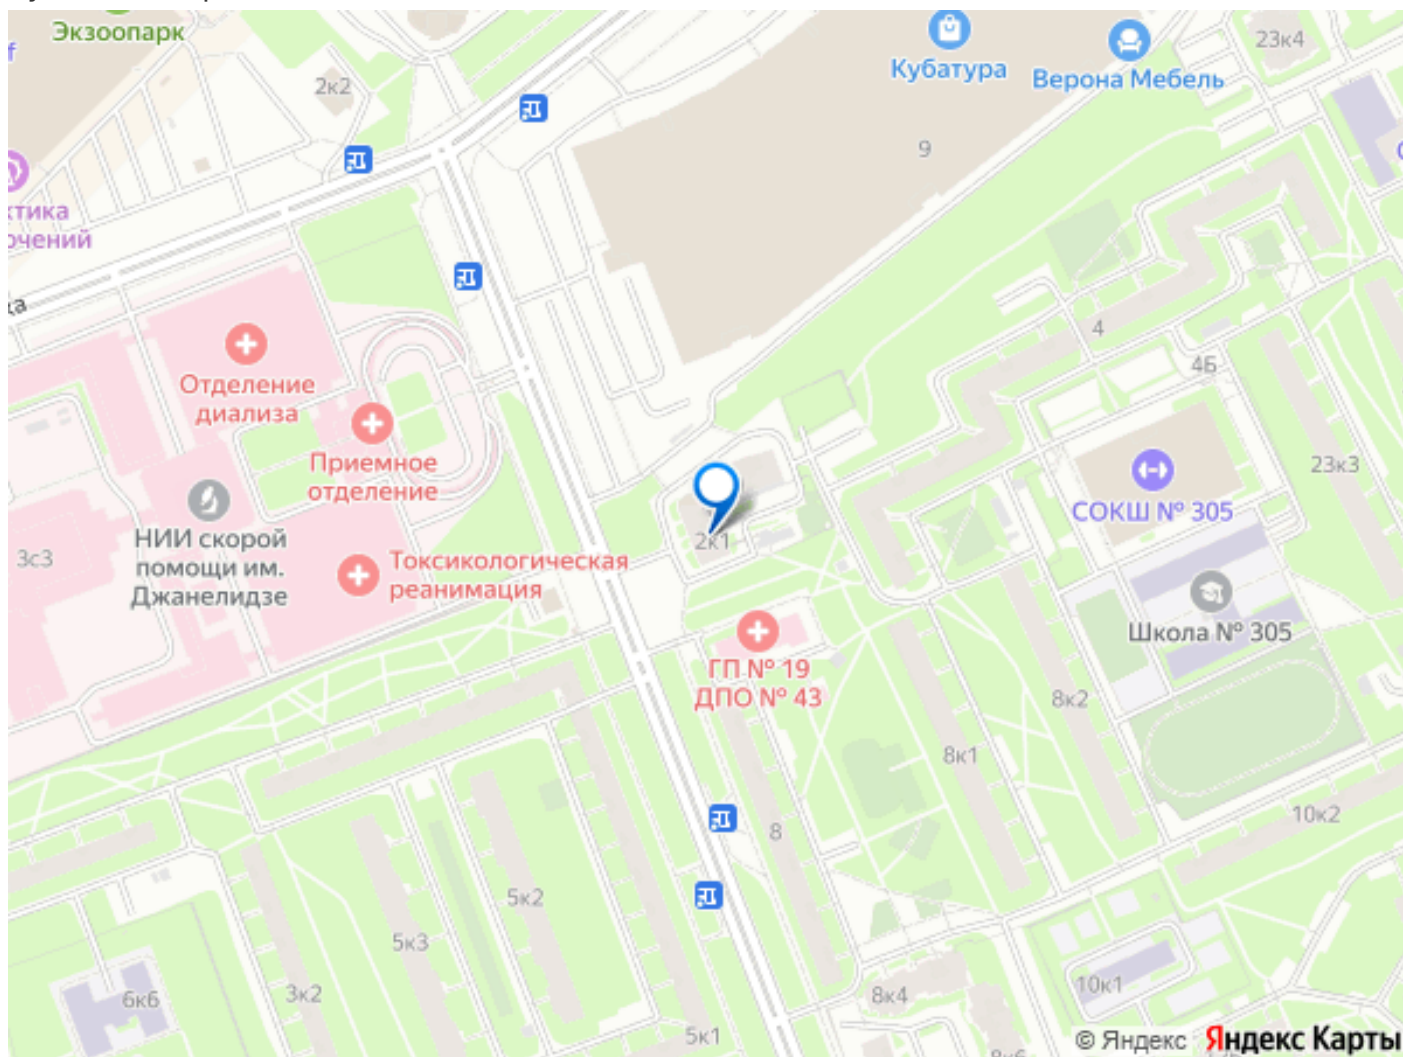 Экзоопарк
f
2к2
Кубатура
Верона Мебель
23к4
9
ктика
очений
ка
4
4Б
Отделение
диализа
Приемное
отделение
СОКШ № 305
23к3
НИИ скорой
помощи им.
Джанелидзе
3с3
2к1
Токсикологическая
реанимация
Школа № 305
ГП № 19
ДПО № 43
8к2
8к1
8
10к2
5к2
5к3
6к6
3к2
8к4
10к1
5к1
© Яндекс Яндекс Карты